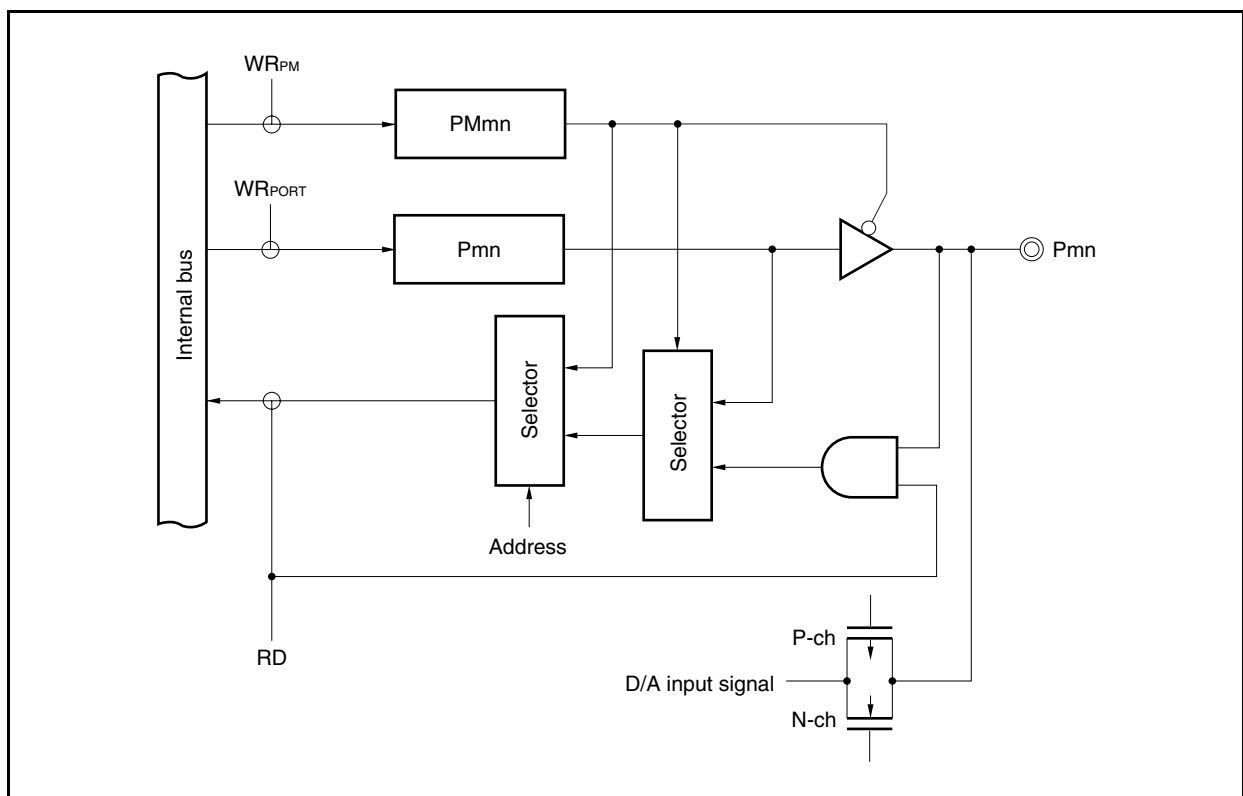 WRPM
PMmn
WRPORT
Pmn
Pmn
Internal bus
Selector
Selector
Address
RD
P-ch
D/A input signal
N-ch